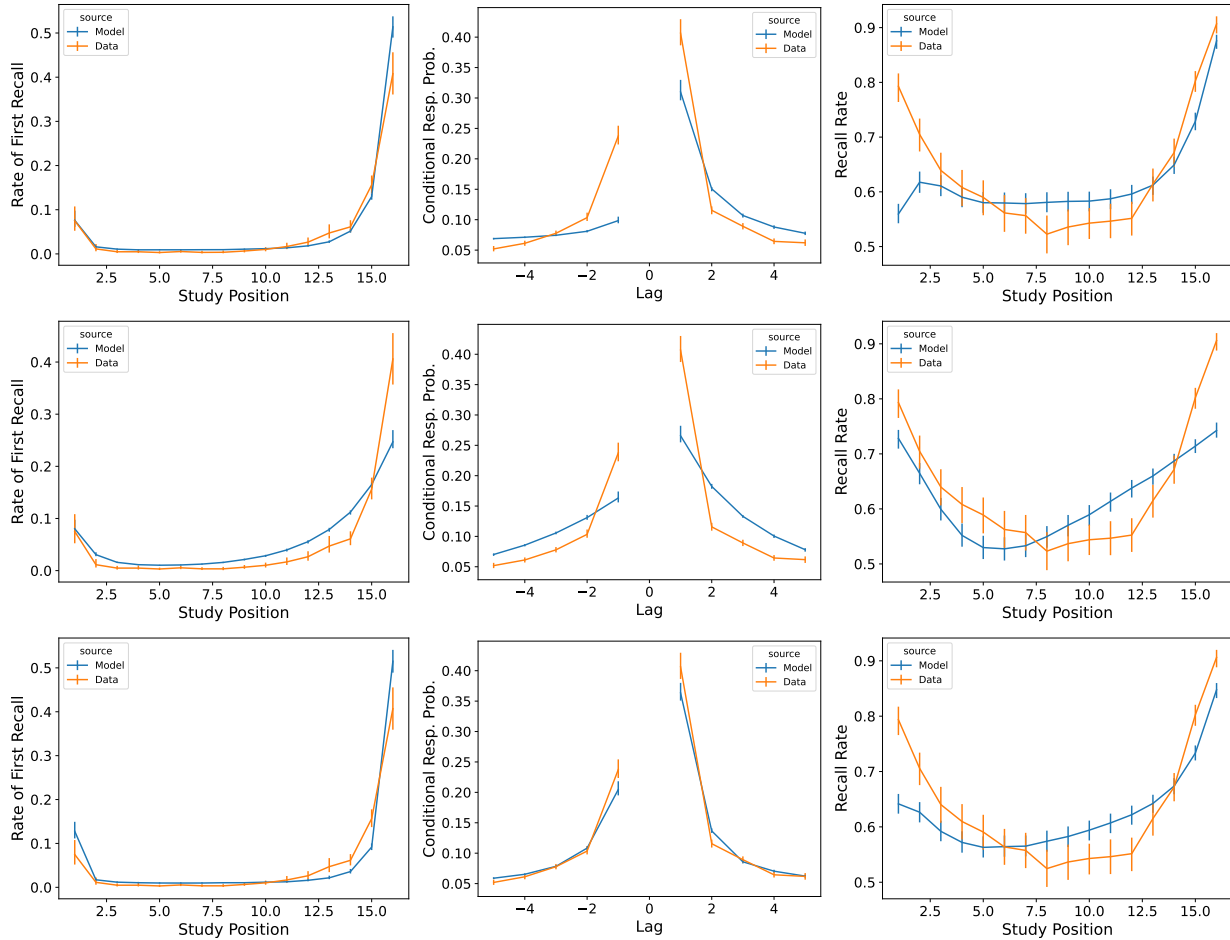 source
Model
Data
Rate of First Recall
0.5
0.4
0.3
0.2
0.1
0.0
2.5 5.0 7.5 10.0 12.5 15.0
Study Position
source
Model
Data
Conditional Resp. Prob.
0.40
0.35
0.30
0.25
0.20
0.15
0.10
0.05
−4 −2 0 2 4
Lag
source
Model
Data
Recall Rate
0.9
0.8
0.7
0.6
0.5
2.5 5.0 7.5 10.0 12.5 15.0
Study Position
source
Model
Data
Rate of First Recall
0.4
0.3
0.2
0.1
0.0
2.5 5.0 7.5 10.0 12.5 15.0
Study Position
source
Model
Data
Conditional Resp. Prob.
0.40
0.35
0.30
0.25
0.20
0.15
0.10
0.05
−4 −2 0 2 4
Lag
source
Model
Data
Recall Rate
0.9
0.8
0.7
0.6
0.5
2.5 5.0 7.5 10.0 12.5 15.0
Study Position
source
Model
Data
Rate of First Recall
0.5
0.4
0.3
0.2
0.1
0.0
2.5 5.0 7.5 10.0 12.5 15.0
Study Position
source
Model
Data
Conditional Resp. Prob.
0.40
0.35
0.30
0.25
0.20
0.15
0.10
0.05
−4 −2 0 2 4
Lag
source
Model
Data
Recall Rate
0.9
0.8
0.7
0.6
0.5
2.5 5.0 7.5 10.0 12.5 15.0
Study Position